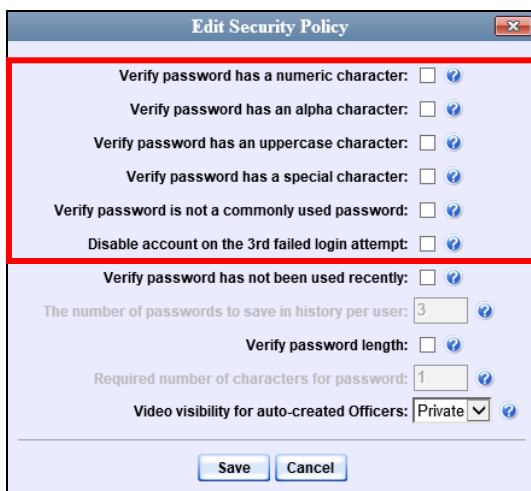 Edit Security Policy
Verify password has a numeric character:
Verify password has an alpha character:
Verify password has an uppercase character:
Verify password has a special character:
Verify password is not a commonly used password:
Disable account on the 3rd failed login attempt:
Verify password has not been used recently:
The number of passwords to save in history per user: 3
Verify password length:
Required number of characters for password: 1
Video visibility for auto-created Officers: Private
Save Cancel